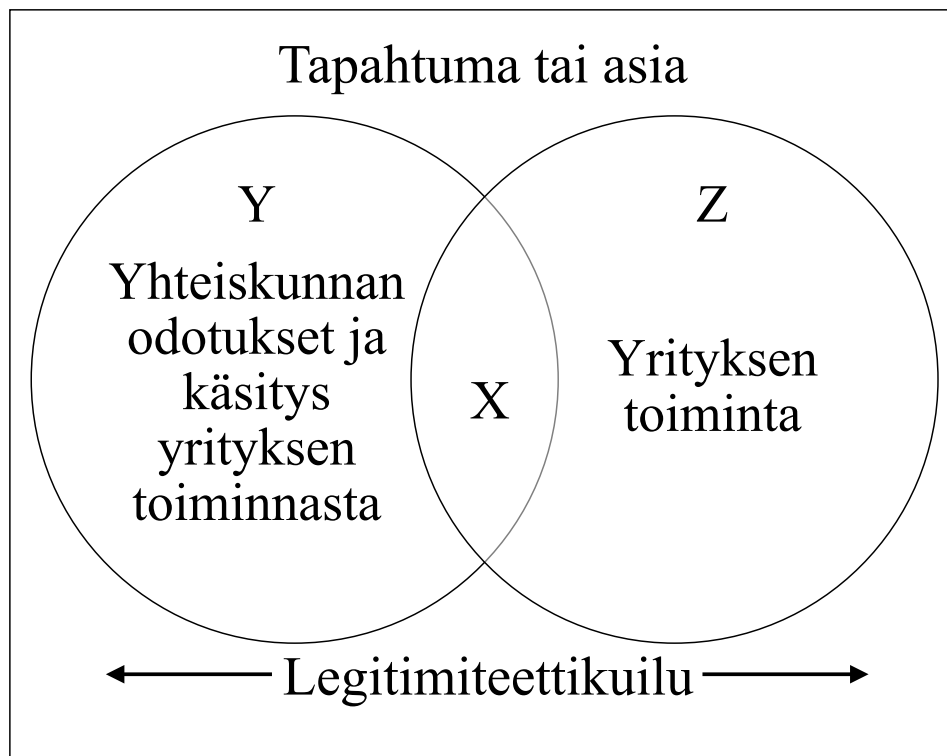 Tapahtuma tai asia
Y
Yhteiskunnan
odotukset ja
käsitys
yrityksen
toiminnasta
X
Z
Yrityksen
toiminta
Legitimiteettikuilu